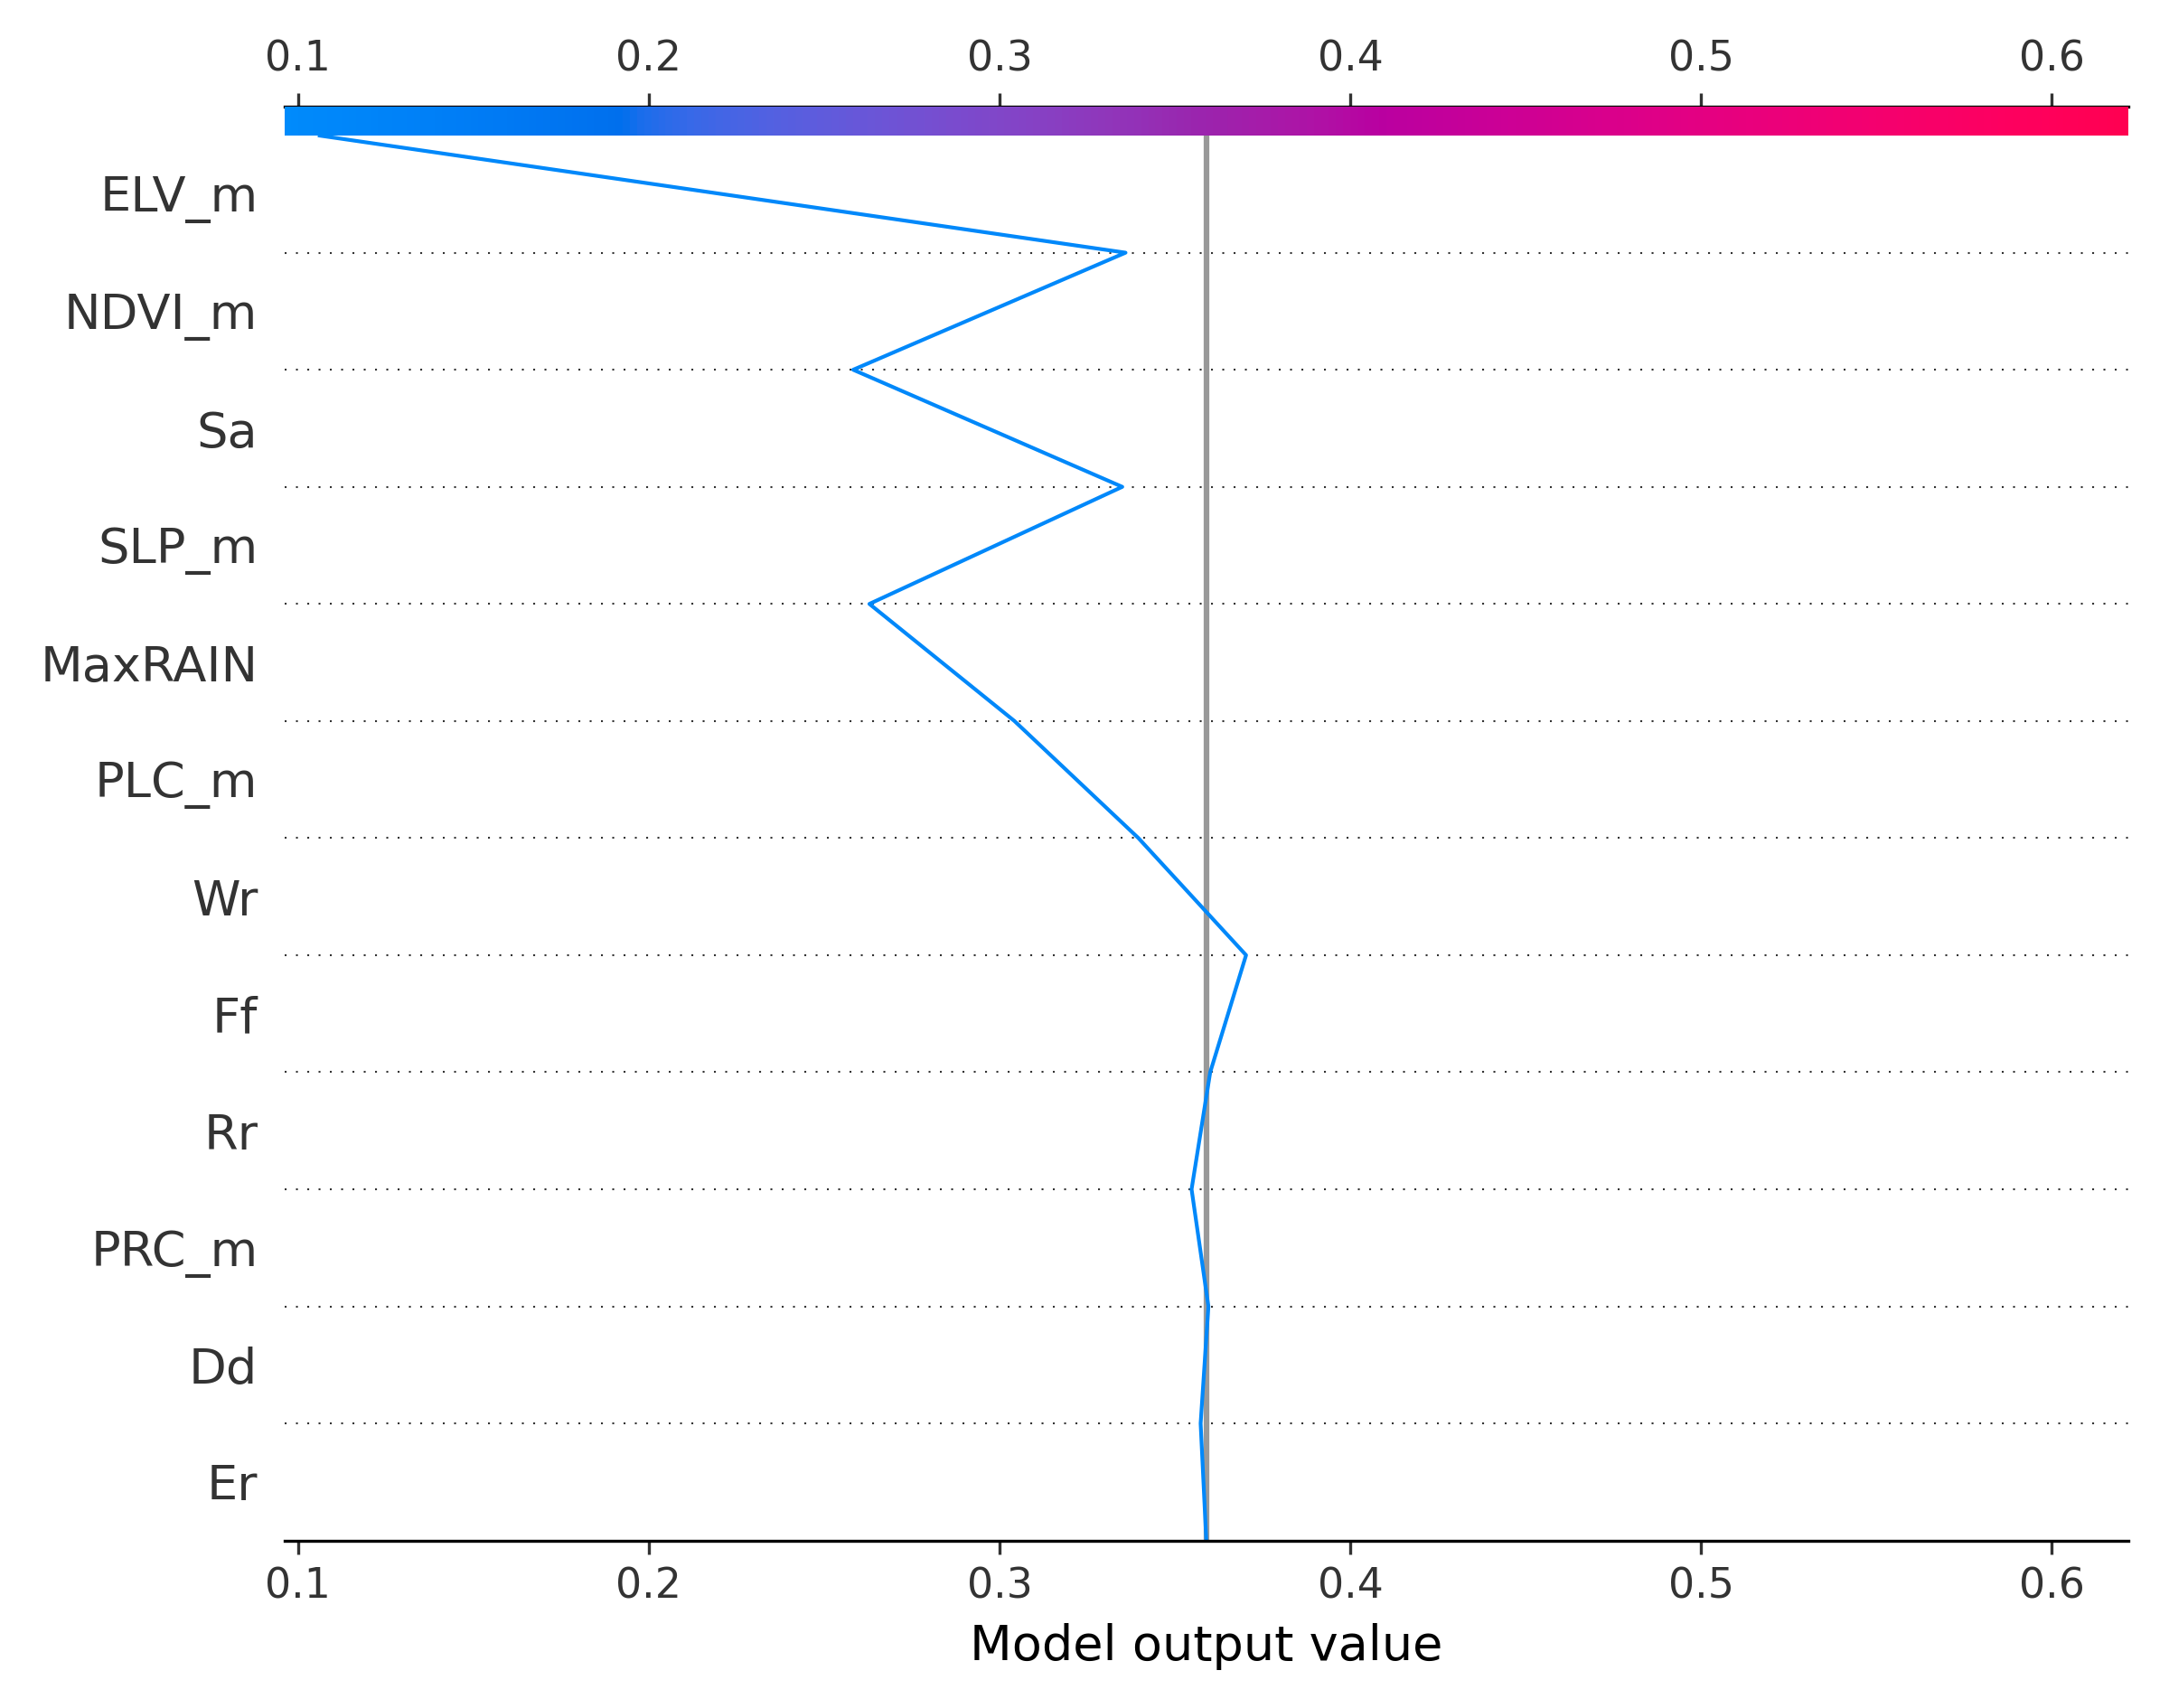 0.1 0.2 0.3 0.4 0.5 0.6
ELV_m
NDVI_m
Sa
SLP_m
MaxRAIN
PLC_m
Wr
Ff
Rr
PRC_m
Dd
Er
0.1 0.2 0.3 0.4 0.5 0.6
Model output value